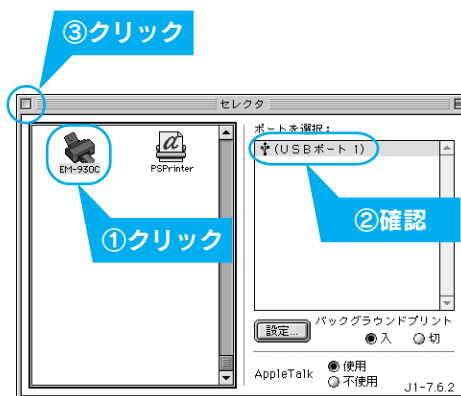 ③クリック
セレクタ
EM-930C
PSPrinter
①クリック
ポートを選択：
(USBポート 1)
②確認
設定...
バックグラウンドプリント
入 切
AppleTalk
使用
不使用
J1-7.6.2